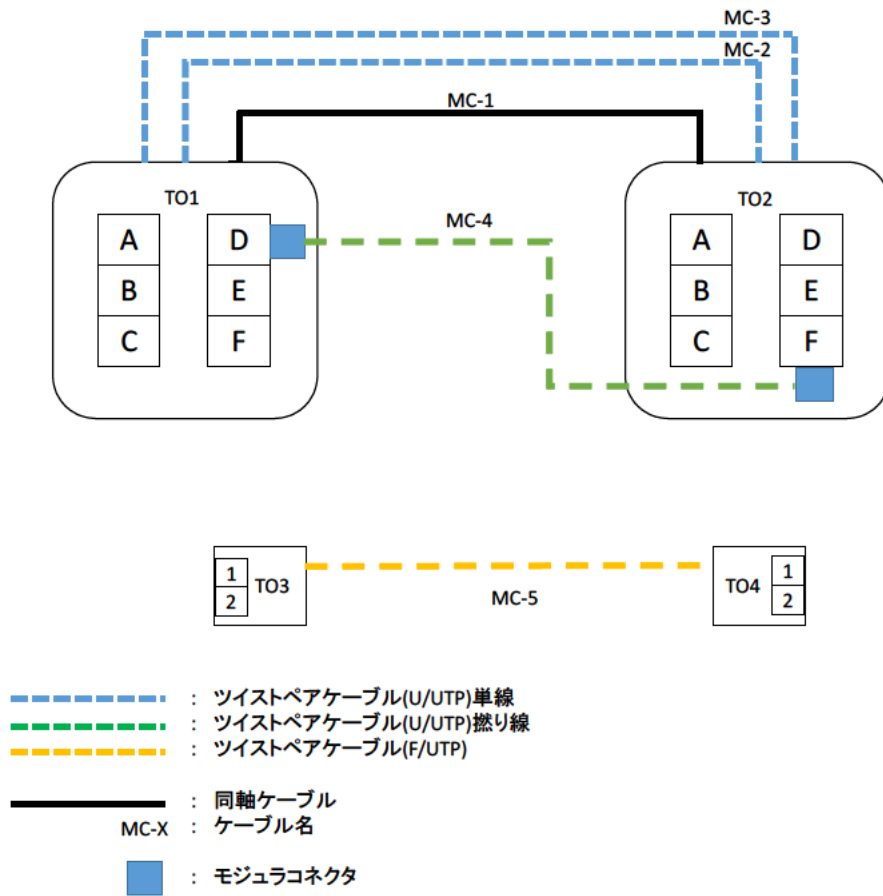 MC-3
MC-2
MC-1
TO1
A
B
C
D
E
F
MC-4
TO2
A
B
C
D
E
F
1
2
TO3
MC-5
TO4
1
2
: ツイストペアケーブル(U/UTP)単線
: ツイストペアケーブル(U/UTP)撚り線
: ツイストペアケーブル(F/UTP)
: 同軸ケーブル
MC-X : ケーブル名
: モジュラコネクタ